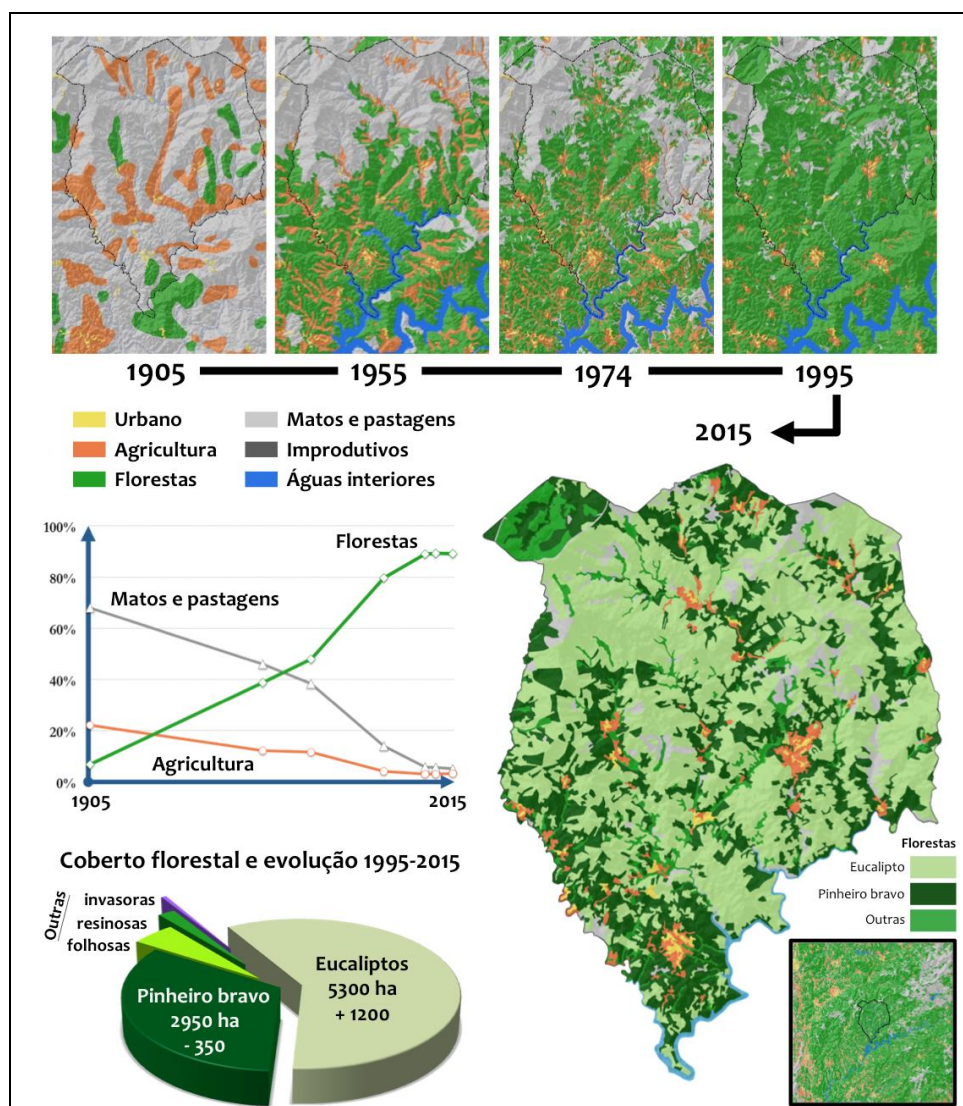 1905
1955
1974
1995
Urbano
Matos e pastagens
2015
Agricultura
Improdutivos
Florestas
Águas interiores
100%
80%
60%
40%
20%
0%
Florestas
Matos e pastagens
Agricultura
1905
2015
Coberto florestal e evolução 1995-2015
Outras
invasoras
resinosas
folhosas
Pinheiro bravo
2950 ha
- 350
Eucaliptos
5300 ha
+ 1200
Florestas
Eucalipto
Pinheiro bravo
Outras